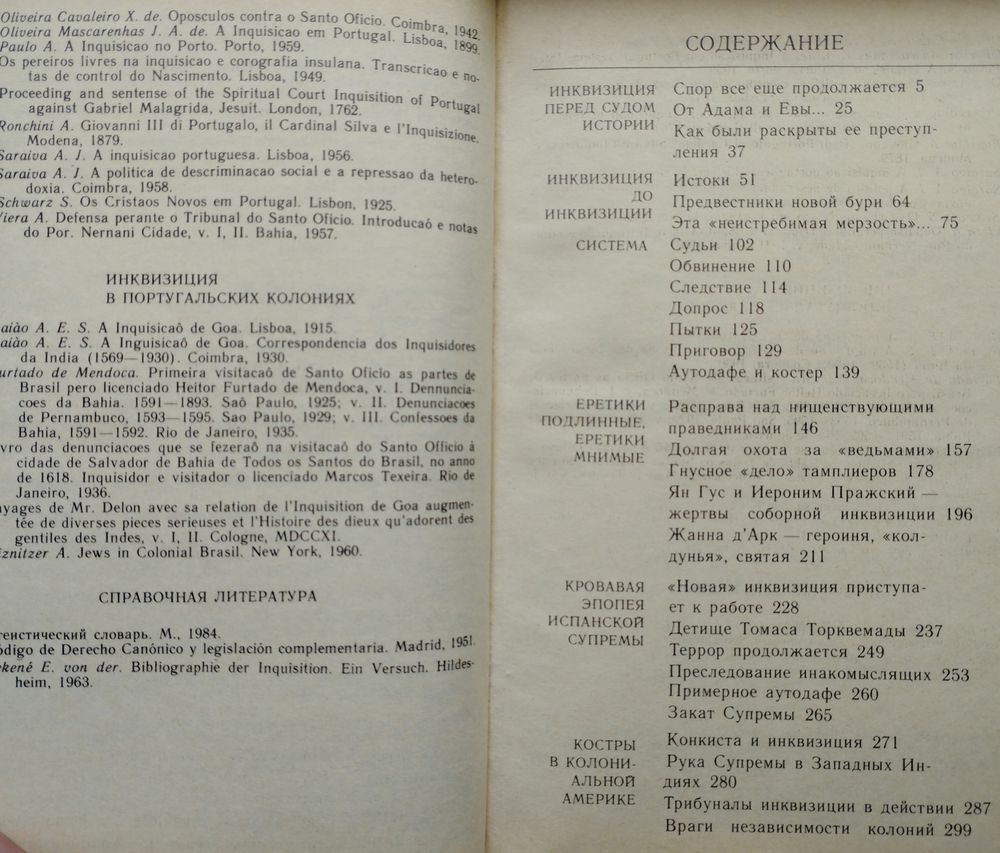 Oliveira Cavaleiro X. de. Oposculos contra o Santo Oficio. Coimbra, 1942.
Oliveira Mascarenhas J. A. de. A Inquisicao em Portugal. Lisboa, 1899.
Paulo A. A Inquisicao no Porto. Porto, 1959.
Os pereiros livres na inquisicao e corografia insulana. Transcricao e no-
tas de control do Nascimento. Lisboa, 1949.
Proceeding and sentense of the Spiritual Court Inquisition of Portugal
against Gabriel Malagrida, Jesuit. London, 1762.
Ronchini A. Giovanni III di Portugalo, il Cardinal Silva e l'Inquisizione.
Modena, 1879.
Saraiva A. J. A inquisicao portuguesa. Lisboa, 1956.
Saraiva A. J. A politica de descriminacao social e a repressao da hetero-
doxia. Coimbra, 1958.
Schwarz S. Os Cristaos Novos em Portugal. Lisbon, 1925.
Viera A. Defensa perante o Tribunal do Santo Oficio. Introducaó e notas
do Por. Nernani Cidade, v. I, II. Bahia, 1957.
ИНКВИЗИЦИЯ
В ПОРТУГАЛЬСКИХ КОЛОНИЯХ
aiào A. E. S. A Inquisicaô de Goa. Lisboa, 1915.
aiào A. E. S. A Inguisicaô de Goa. Correspondencia dos Inquisidores
da India (1569—1930). Coimbra, 1930.
urtado de Mendoca. Primeira visitacaô de Santo Oficio as partes de
Brasil pero licenciado Heitor Furtado de Mendoca, v. I. Dennuncia-
coes da Bahia. 1591—1893. Saô Paulo, 1925; v. II. Denunciacoes
de Pernambuco, 1593—1595. Sao Paulo, 1929; v. III. Confessoes da
Bahia, 1591—1592. Rio de Janeiro, 1935.
vro das denunciacoes que se fezeraô na visitacaô do Santo Officio à
cidade de Salvador de Bahia de Todos os Santos do Brasil, no anno
de 1618. Inquisidor e visitador o licenciado Marcos Texeira. Rio de
Janeiro, 1936.
yages de Mr. Delon avec sa relation de l'Inquisition de Goa augmen-
tée de diverses pieces serieuses et l'Histoire des dieux qu'adorent des
gentiles des Indes, v. I, II. Cologne, MDCCXI.
iznitzer A. Jews in Colonial Brasil. New York, 1960.
СПРАВОЧНАЯ ЛИТЕРАТУРА
теистический словарь. М., 1984.
ódigo de Derecho Canónico y legislación complementaria. Madrid, 1951.
kené E. von der. Bibliographie der Inquisition. Ein Versuch. Hildes-
heim, 1963.
СОДЕРЖАНИЕ
ИНКВИЗИЦИЯ
ПЕРЕД СУДОМ
ИСТОРИИ
Спор все еще продолжается 5
От Адама и Евы... 25
Как были раскрыты ее преступ-
ления 37
ИНКВИЗИЦИЯ
ДО
ИНКВИЗИЦИИ
Истоки 51
Предвестники новой бури 64
Эта «неистребимая мерзость»... 75
СИСТЕМА
Судьи 102
Обвинение 110
Следствие 114
Допрос 118
Пытки 125
Приговор 129
Аутодафе и костер 139
ЕРЕТИКИ
ПОДЛИННЫЕ,
ЕРЕТИКИ
МНИМЫЕ
Расправа над нищенствующими
праведниками 146
Долгая охота за «ведьмами» 157
Гнусное «дело» тамплиеров 178
Ян Гус и Иероним Пражский —
жертвы соборной инквизиции 196
Жанна д'Арк — героиня, «кол-
дунья», святая 211
КРОВАВАЯ
ЭПОПЕЯ
ИСПАНСКОЙ
СУПРЕМЫ
«Новая» инквизиция приступа-
ет к работе 228
Детище Томаса Торквемады 237
Террор продолжается 249
Преследование инакомыслящих 253
Примерное аутодафе 260
Закат Супремы 265
КОСТРЫ
В КОЛОНИ-
АЛЬНОЙ
АМЕРИКЕ
Конкиста и инквизиция 271
Рука Супремы в Западных Ин-
диях 280
Трибуналы инквизиции в действии 287
Враги независимости колоний 299